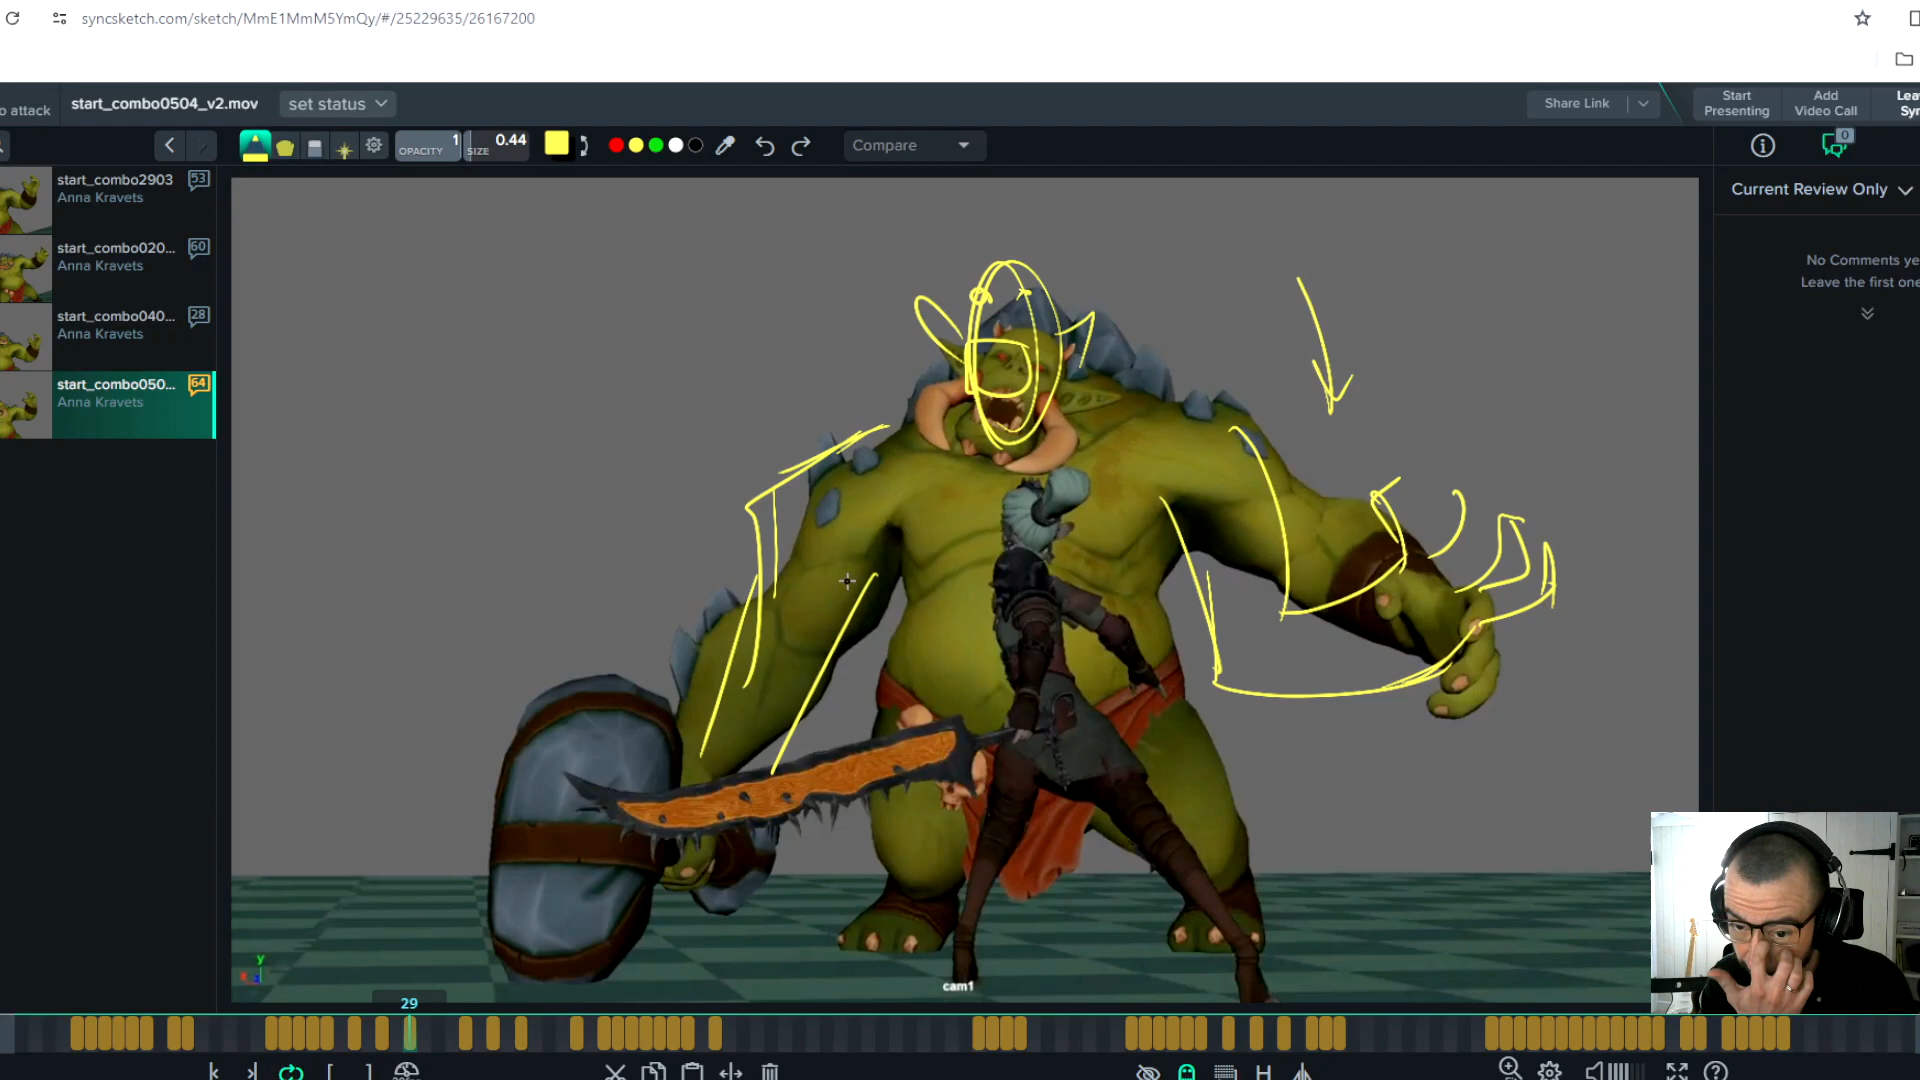 syncsketch.com/sketch/MmE1MmM5YmQy/#/25229635/26167200
o attack
start_combo0504_v2.mov
set status
Share Link
Start Presenting
Add Video Call
OPACITY 1
SIZE 0.44
Compare
0
start_combo2903 53
Anna Kravets
start_combo020... 60
Anna Kravets
start_combo040... 28
Anna Kravets
start_combo050... 64
Anna Kravets
Current Review Only
No Comments ye
Leave the first one
y
x
z
cam1
29
H